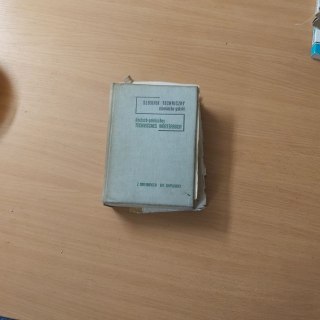 SŁOWNIK TECHNICZNY
niemiecko-polski
deutsch-polnisches
TECHNISCHES WÖRTERBUCH